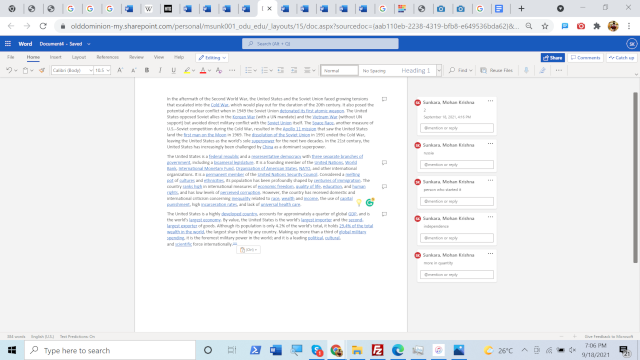 olddominion-my.sharepoint.com/personal/msunk001_odu_edu/_layouts/15/doc.aspx?sourcedoc={aab110eb-2238-4319-bfb8-e649536bda62}&
Word Document4 - Saved
Search (Alt + Q)
File Home Insert Layout References Review View Help Editing Share Comments Catch up
Calibri (Body) 10.5 Normal No Spacing Heading 1 Find Reuse Files
In the aftermath of the Second World War, the United States and the Soviet Union faced growing tensions
that escalated into the Cold War, which would play out for the duration of the 20th century. It also posed the
potential of nuclear conflict when in 1949 the Soviet Union detonated its first atomic weapon. The United
States opposed Soviet allies in the Korean War (with a UN mandate) and the Vietnam War (without UN
support) but avoided direct military conflict with the Soviet Union itself. The Space Race, another measure of
U.S.–Soviet competition during the Cold War, resulted in the Apollo 11 mission that saw the United States
land the first man on the Moon in 1969. The dissolution of the Soviet Union in 1991 ended the Cold War,
leaving the United States as the world's sole superpower for the next two decades. In the 21st century, the
United States has increasingly been challenged by China as a dominant superpower.
The United States is a federal republic and a representative democracy with three separate branches of
government, including a bicameral legislature. It is a founding member of the United Nations, World
Bank, International Monetary Fund, Organization of American States, NATO, and other international
organizations. It is a permanent member of the United Nations Security Council. Considered a melting
pot of cultures and ethnicities, its population has been profoundly shaped by centuries of immigration. The
country ranks high in international measures of economic freedom, quality of life, education, and human
rights, and has low levels of perceived corruption. However, the country has received domestic and
international criticism concerning inequality related to race, wealth and income, the use of capital
punishment, high incarceration rates, and lack of universal health care.
The United States is a highly developed country, accounts for approximately a quarter of global GDP, and is
the world's largest economy. By value, the United States is the world's largest importer and the second-
largest exporter of goods. Although its population is only 4.2% of the world's total, it holds 29.4% of the total
wealth in the world, the largest share held by any country. Making up more than a third of global military
spending, it is the foremost military power in the world; and it is a leading political, cultural,
and scientific force internationally.
(Ctrl)
Sunkara, Mohan Krishna
September 18, 2021, 6:16 PM
@mention or reply
Sunkara, Mohan Krishna
@mention or reply
Sunkara, Mohan Krishna
person who started it
@mention or reply
Sunkara, Mohan Krishna
independence
@mention or reply
Sunkara, Mohan Krishna
more in quantity
@mention or reply
English (U.S.) Text Predictions: On Give Feedback to Microsoft
Type here to search
26°C
7:06 PM
9/18/2021